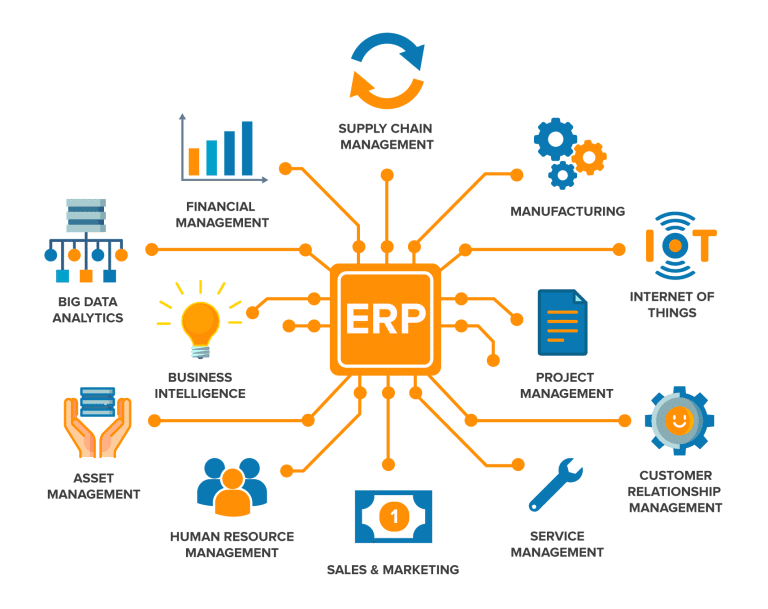 SUPPLY CHAIN
MANAGEMENT
FINANCIAL
MANAGEMENT
MANUFACTURING
IoT
BIG DATA
ANALYTICS
INTERNET OF
THINGS
ERP
BUSINESS
INTELLIGENCE
PROJECT
MANAGEMENT
ASSET
MANAGEMENT
CUSTOMER
RELATIONSHIP
MANAGEMENT
HUMAN RESOURCE
MANAGEMENT
1
SERVICE
MANAGEMENT
SALES & MARKETING